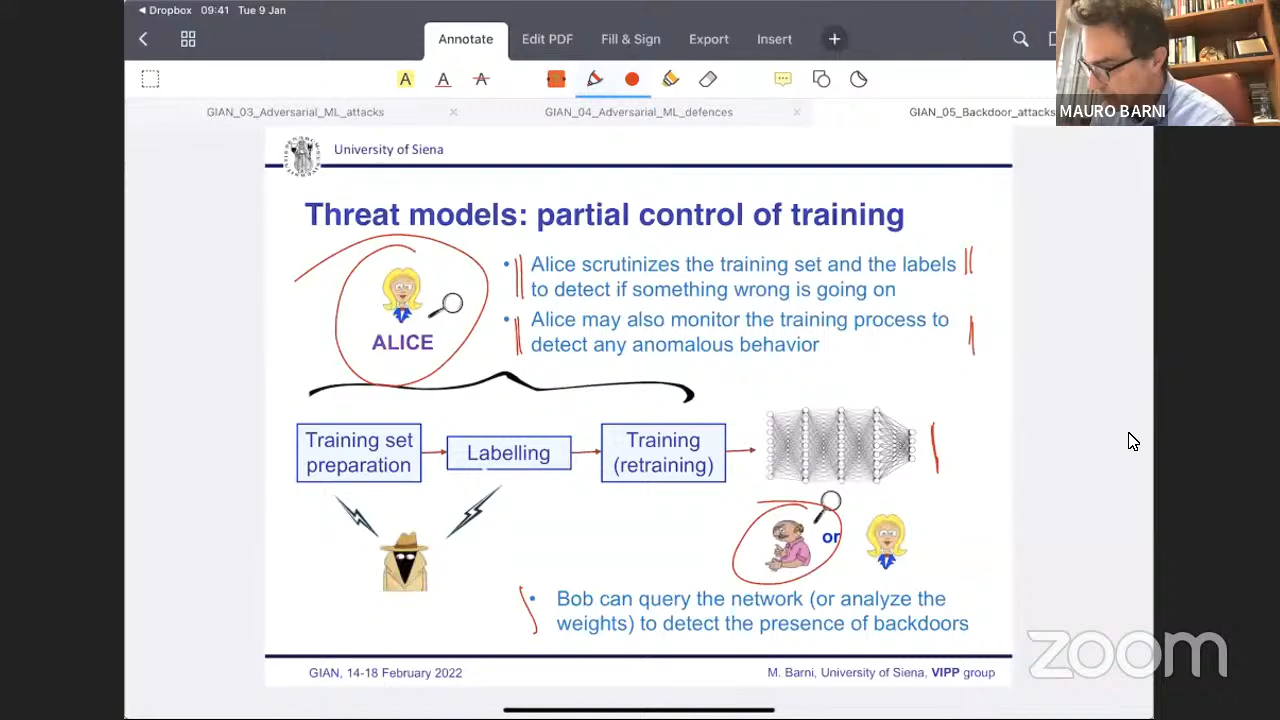 Dropbox 09:41 Tue 9 Jan
Annotate Edit PDF Fill & Sign Export Insert
MAURO BARNI
GIAN_03_Adversarial_ML_attacks GIAN_04_Adversarial_ML_defences GIAN_05_Backdoor_attacks
University of Siena
Threat models: partial control of training
• Alice scrutinizes the training set and the labels
to detect if something wrong is going on
• Alice may also monitor the training process to
detect any anomalous behavior
ALICE
Training set
preparation
Labelling
Training
(retraining)
or
• Bob can query the network (or analyze the
weights) to detect the presence of backdoors
zoom
GIAN, 14-18 February 2022
M. Barni, University of Siena, VIPP group